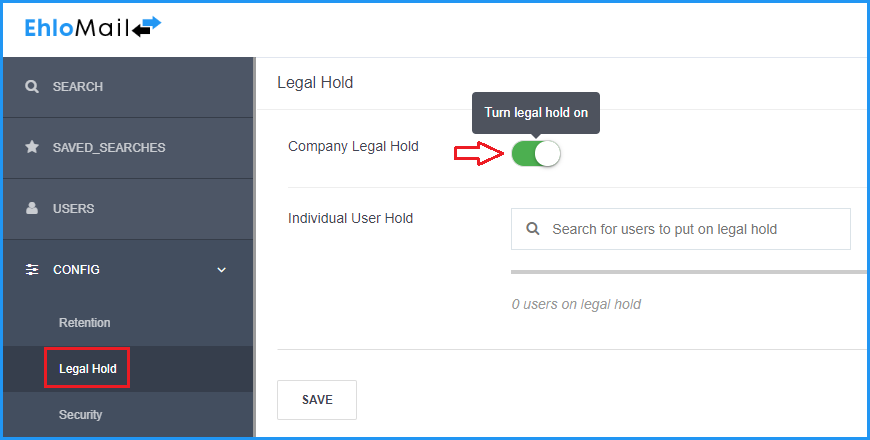 EhloMail
SEARCH
SAVED_SEARCHES
USERS
CONFIG
Retention
Legal Hold
Security
Legal Hold
Turn legal hold on
Company Legal Hold
Individual User Hold
Search for users to put on legal hold
0 users on legal hold
SAVE